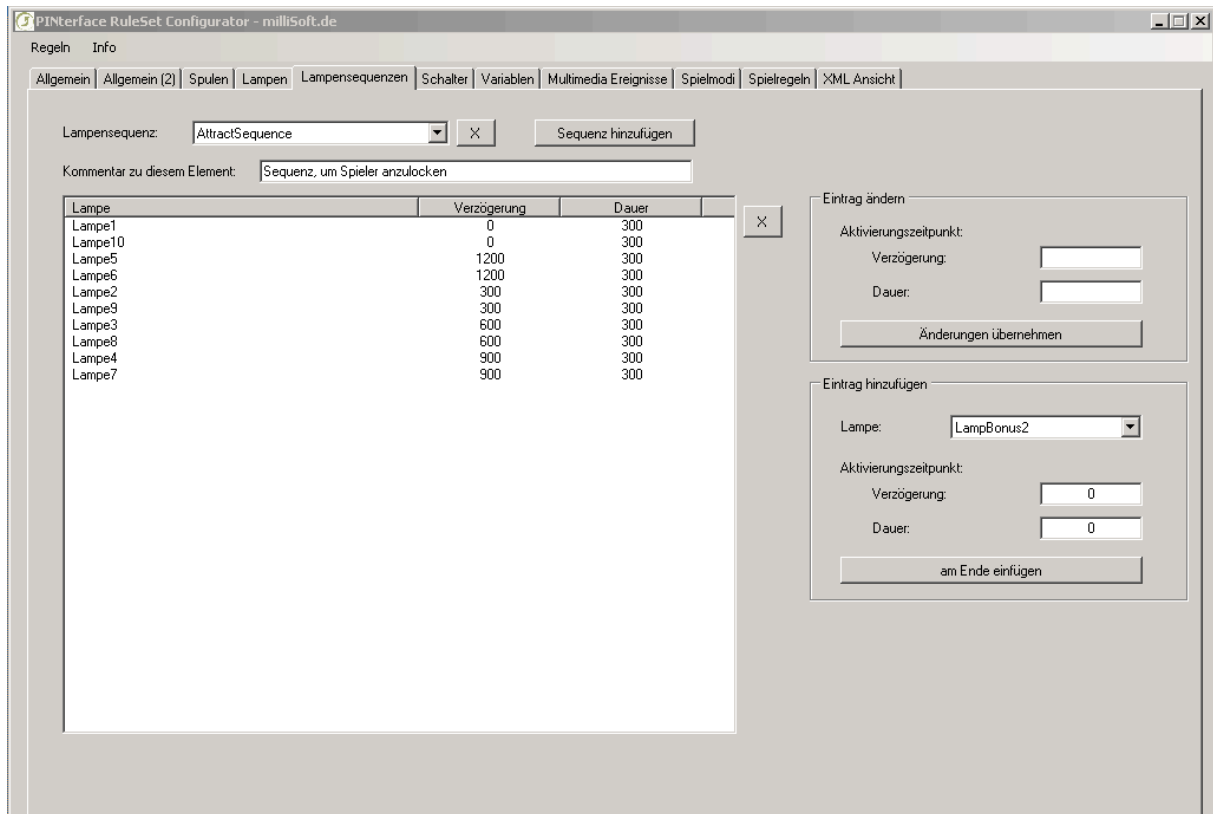 PINterface RuleSet Configurator - milliSoft.de
Regeln Info
Allgemein Allgemein (2) Spulen Lampen Lampensequenzen Schalter Variablen Multimedia Ereignisse Spielmodi Spielregeln XML Ansicht
Lampensequenz: AttractSequence X Sequenz hinzufügen
Kommentar zu diesem Element: Sequenz, um Spieler anzulocken
Lampe Verzögerung Dauer
Lampe1 0 300
Lampe10 0 300
Lampe5 1200 300
Lampe6 1200 300
Lampe2 300 300
Lampe9 300 300
Lampe3 600 300
Lampe8 600 300
Lampe4 900 300
Lampe7 900 300
X
Eintrag ändern
Aktivierungszeitpunkt:
Verzögerung:
Dauer:
Änderungen übernehmen
Eintrag hinzufügen
Lampe: LampBonus2
Aktivierungszeitpunkt:
Verzögerung: 0
Dauer: 0
am Ende einfügen